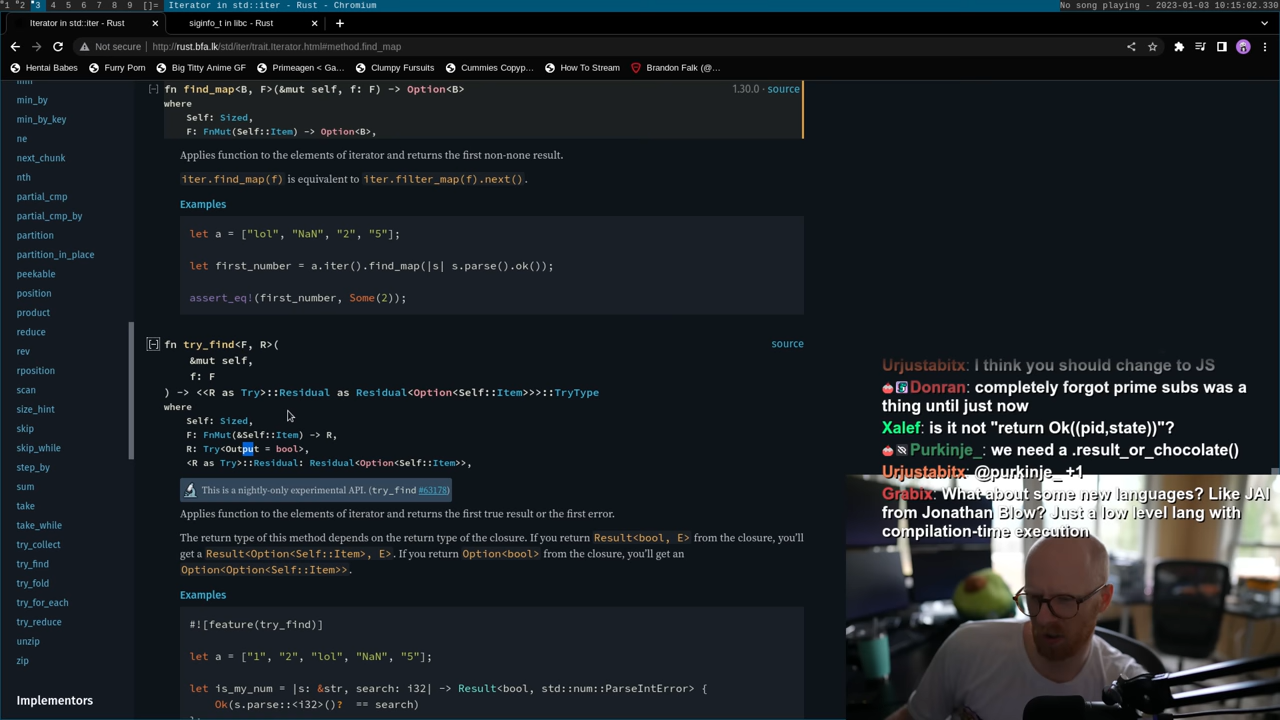 1 2 3 4 5 6 7 8 9 []= Iterator in std::iter - Rust - Chromium No song playing - 2023-01-03 10:15:02.330
Iterator in std::iter - Rust × siginfo_t in libc - Rust × +
Not secure http://rust.bfa.lk/std/iter/trait.Iterator.html#method.find_map
Hentai Babes Furry Porn Big Titty Anime GF Primeagen < Ga… Clumpy Fursuits Cummies Copyp… How To Stream Brandon Falk (@…
min
min_by
min_by_key
ne
next_chunk
nth
partial_cmp
partial_cmp_by
partition
partition_in_place
peekable
position
product
reduce
rev
rposition
scan
size_hint
skip
skip_while
step_by
sum
take
take_while
try_collect
try_find
try_fold
try_for_each
try_reduce
unzip
zip
Implementors
[-] fn find_map<B, F>(&mut self, f: F) -> Option<B> 1.30.0 · source
where
Self: Sized,
F: FnMut(Self::Item) -> Option<B>,
Applies function to the elements of iterator and returns the first non-none result.
iter.find_map(f) is equivalent to iter.filter_map(f).next().
Examples
let a = ["lol", "NaN", "2", "5"];
let first_number = a.iter().find_map(|s| s.parse().ok());
assert_eq!(first_number, Some(2));
[-] fn try_find<F, R>( source
&mut self,
f: F
) -> <<R as Try>::Residual as Residual<Option<Self::Item>>>::TryType
where
Self: Sized,
F: FnMut(&Self::Item) -> R,
R: Try<Output = bool>,
<R as Try>::Residual: Residual<Option<Self::Item>>,
This is a nightly-only experimental API. (try_find #63178)
Applies function to the elements of iterator and returns the first true result or the first error.
The return type of this method depends on the return type of the closure. If you return Result<bool, E> from the closure, you'll
get a Result<Option<Self::Item>, E>. If you return Option<bool> from the closure, you'll get an
Option<Option<Self::Item>>.
Examples
#![feature(try_find)]
let a = ["1", "2", "lol", "NaN", "5"];
let is_my_num = |s: &str, search: i32| -> Result<bool, std::num::ParseIntError> {
Ok(s.parse::<i32>()? == search)
};
Urjustabitx: I think you should change to JS
Donran: completely forgot prime subs was a
thing until just now
Xalef: is it not "return Ok((pid,state))"?
Purkinje_: we need a .result_or_chocolate()
Urjustabitx: @purkinje_ +1
Grabix: What about some new languages? Like JAI
from Jonathan Blow? Just a low level lang with
compilation-time execution